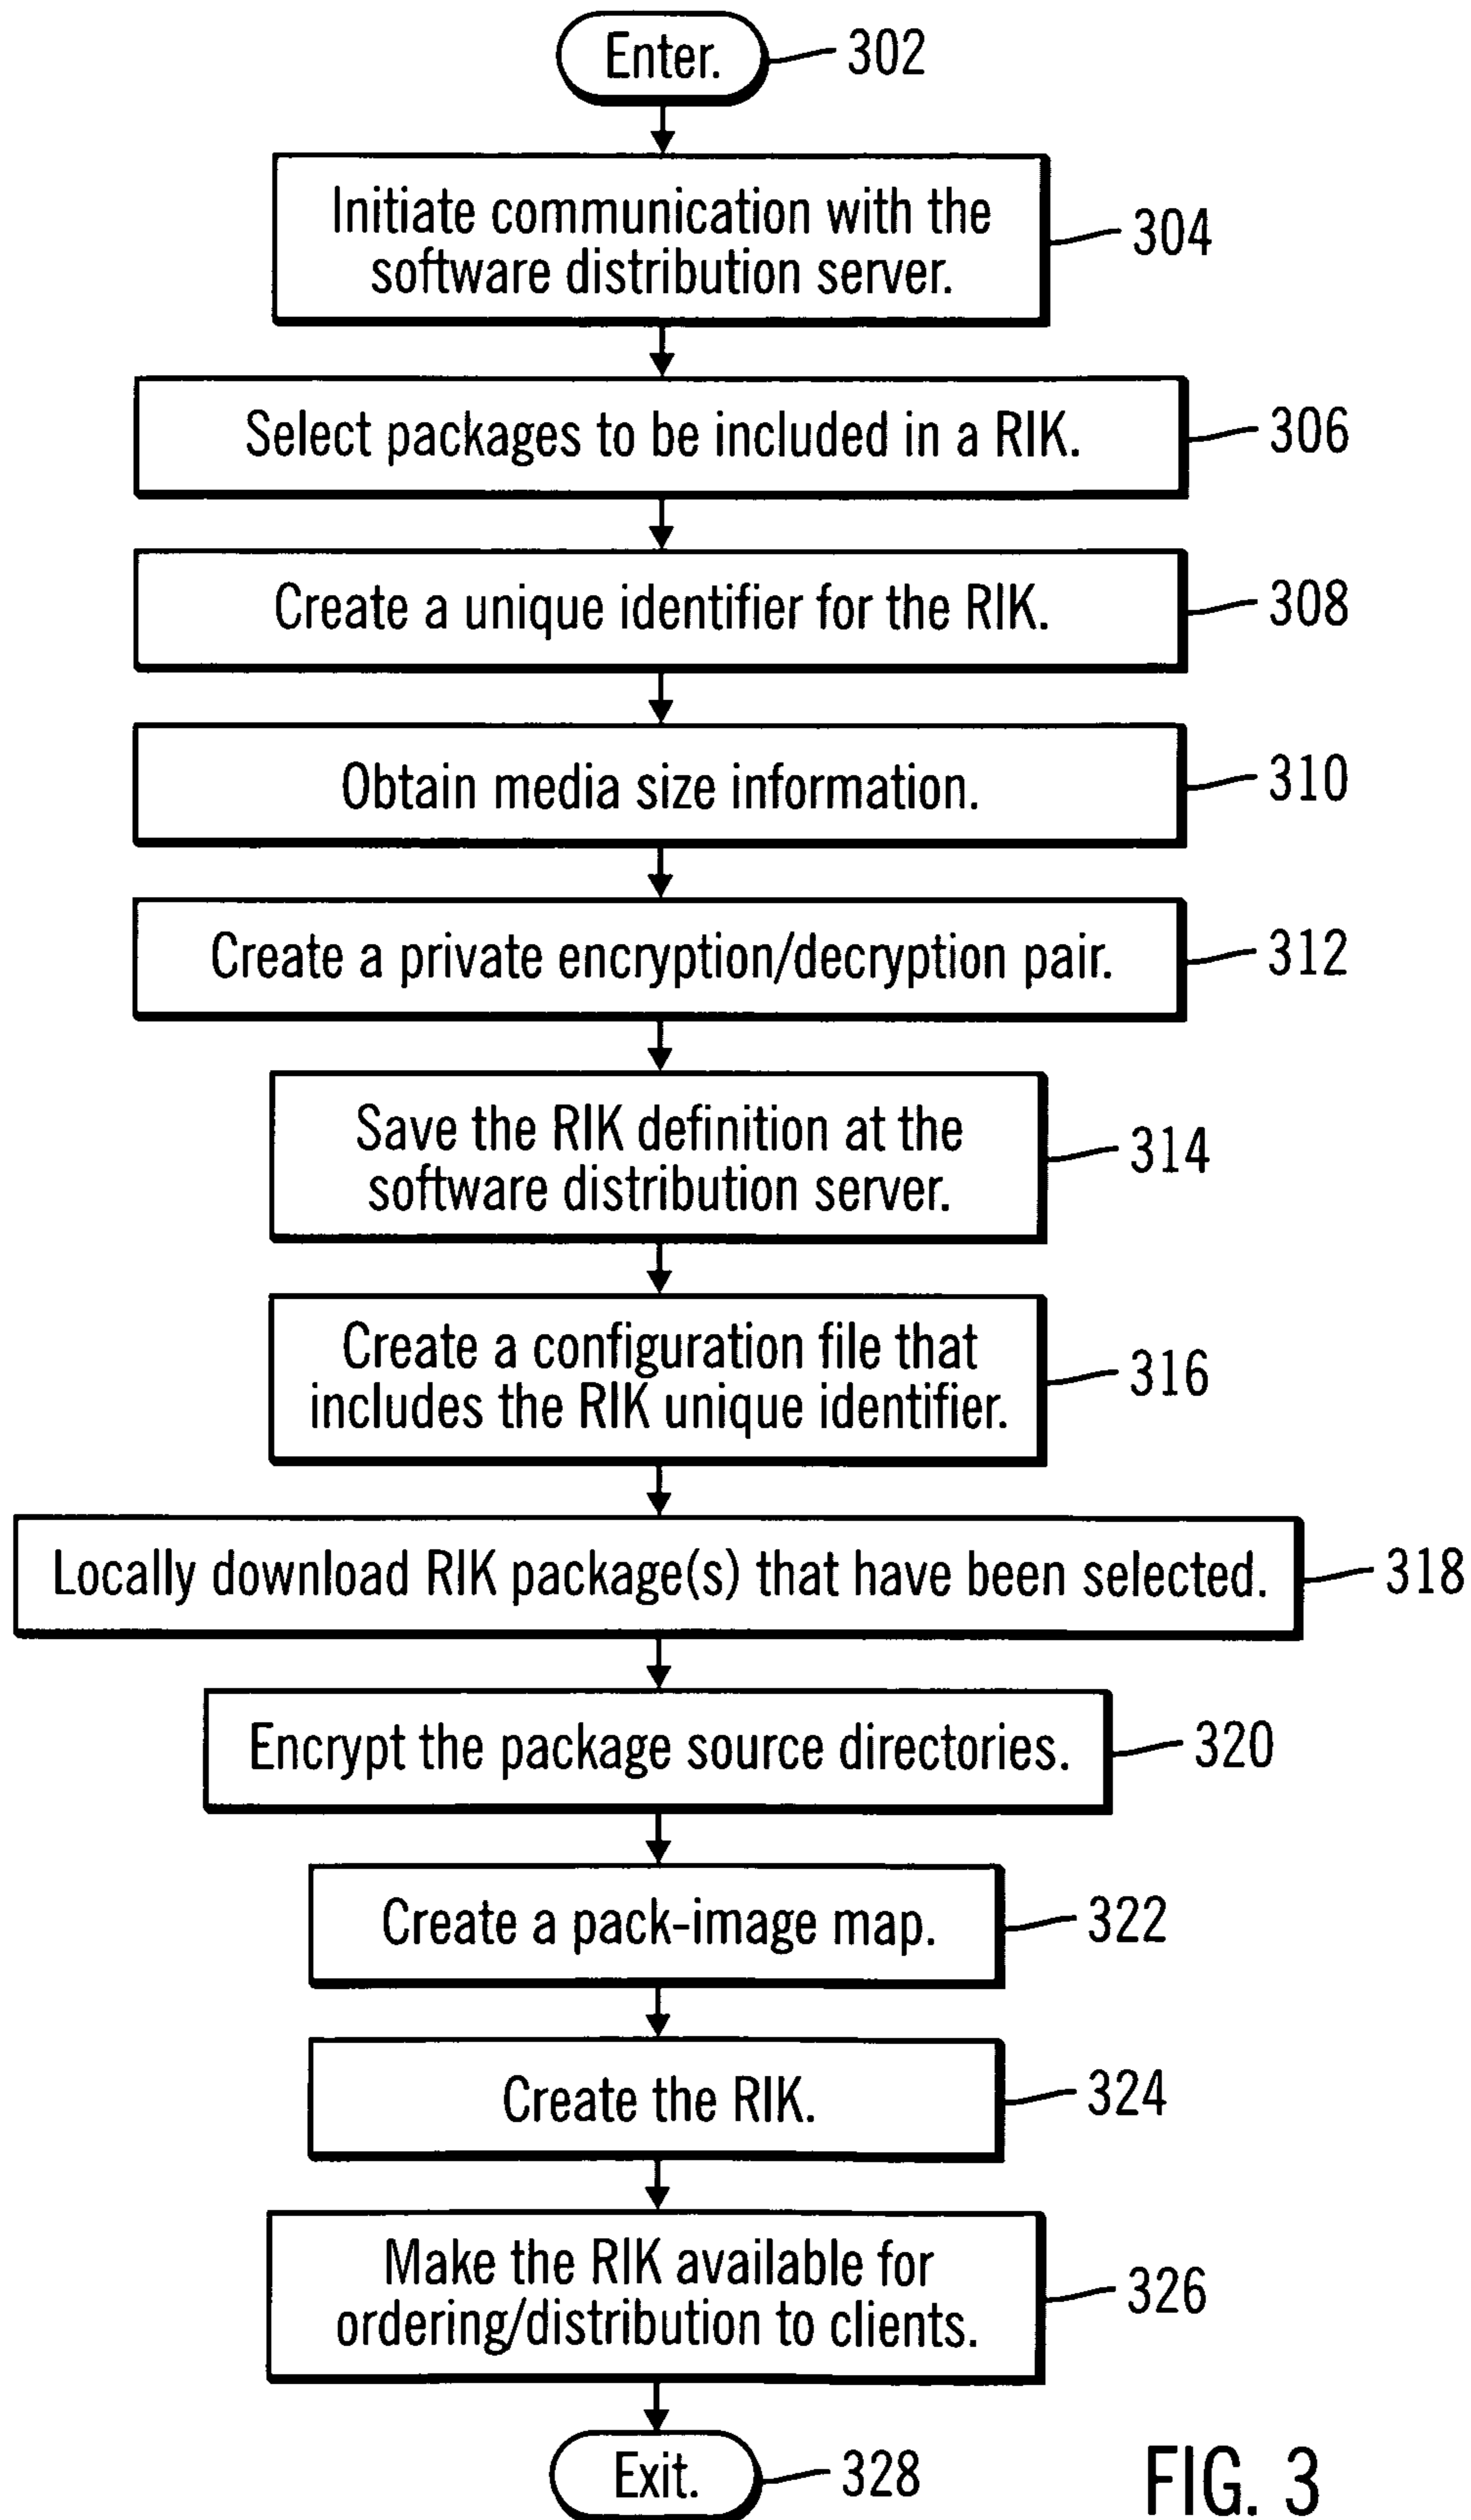 Enter.
302
Initiate communication with the
software distribution server.
304
Select packages to be included in a RIK.
306
Create a unique identifier for the RIK.
308
Obtain media size information.
310
Create a private encryption/decryption pair.
312
Save the RIK definition at the
software distribution server.
314
Create a configuration file that
includes the RIK unique identifier.
316
Locally download RIK package(s) that have been selected.
318
Encrypt the package source directories.
320
Create a pack-image map.
322
Create the RIK.
324
Make the RIK available for
ordering/distribution to clients.
326
Exit.
328
FIG. 3